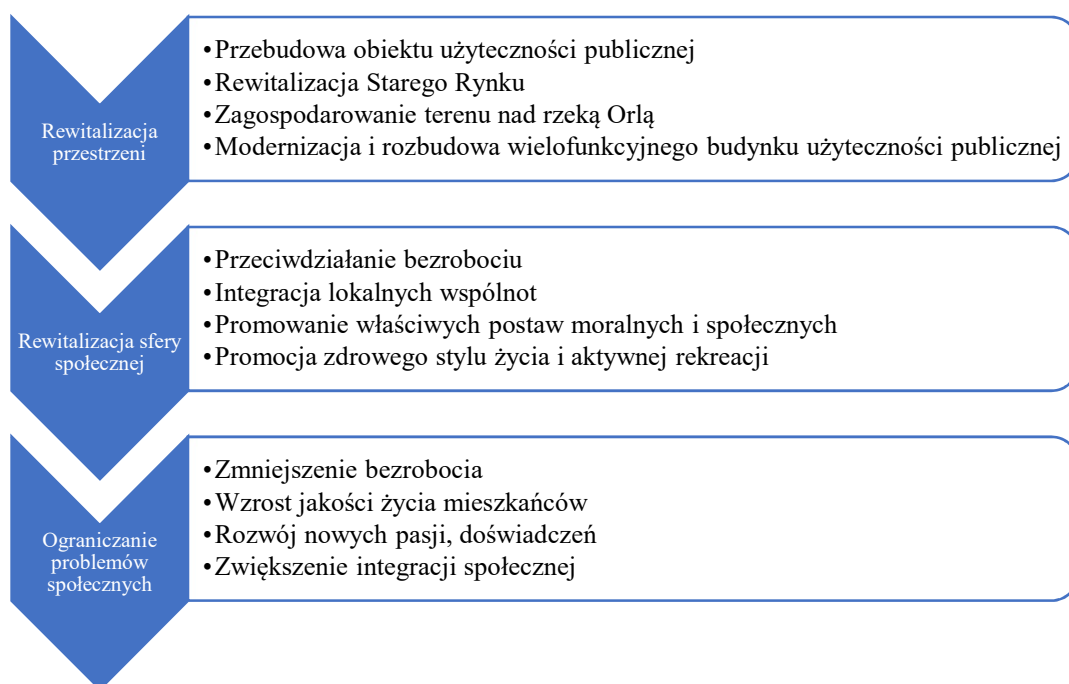 Rewitalizacja
przestrzeni
•Przebudowa obiektu użyteczności publicznej
•Rewitalizacja Starego Rynku
•Zagospodarowanie terenu nad rzeką Orlą
•Modernizacja i rozbudowa wielofunkcyjnego budynku użyteczności publicznej
Rewitalizacja sfery
społecznej
•Przeciwdziałanie bezrobociu
•Integracja lokalnych wspólnot
•Promowanie właściwych postaw moralnych i społecznych
•Promocja zdrowego stylu życia i aktywnej rekreacji
Ograniczanie
problemów
społecznych
•Zmniejszenie bezrobocia
•Wzrost jakości życia mieszkańców
•Rozwój nowych pasji, doświadczeń
•Zwiększenie integracji społecznej